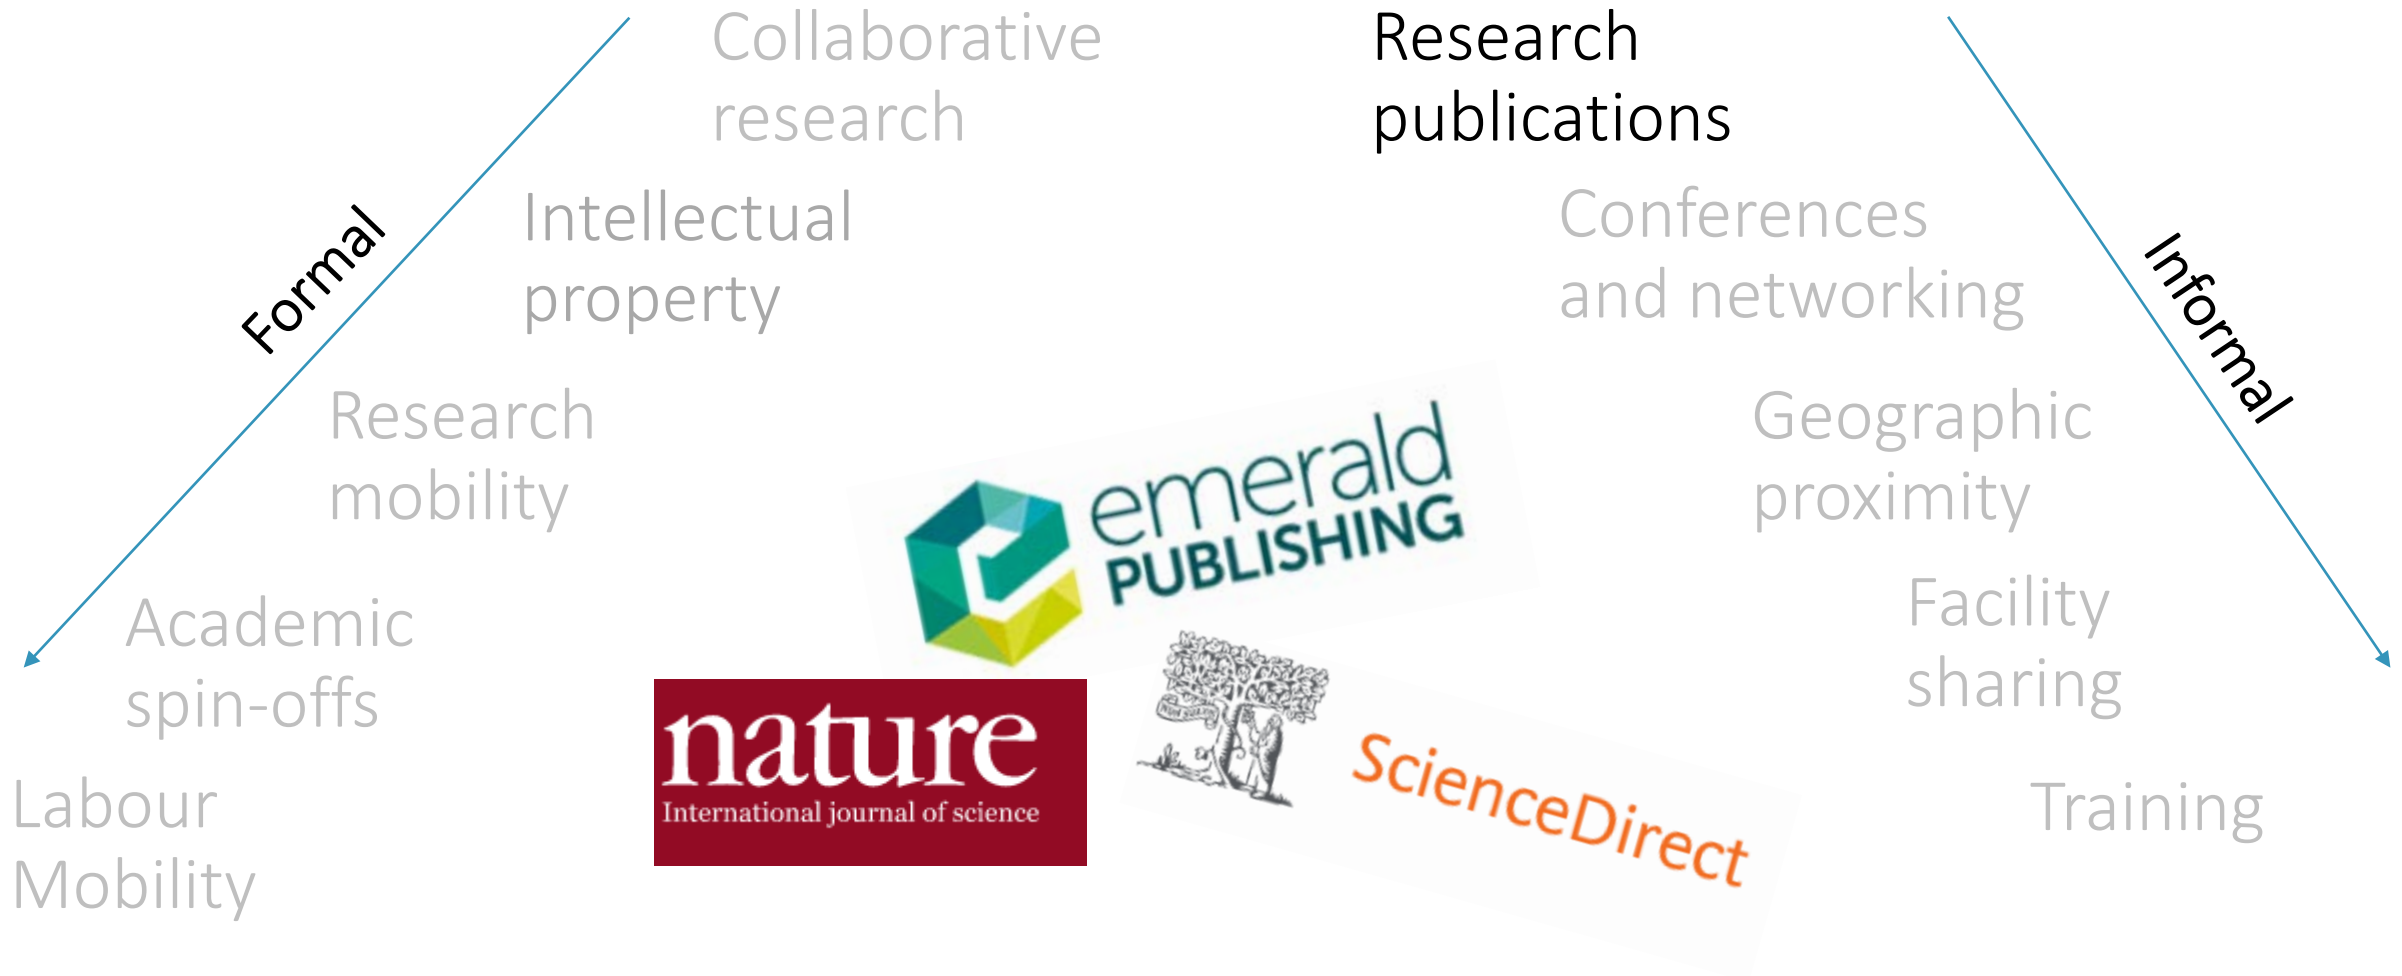 Formal
Collaborative
research
Intellectual
property
Research
mobility
Academic
spin-offs
Labour
Mobility
Research
publications
Conferences
and networking
Geographic
proximity
Facility
sharing
Training
Informal
emerald
PUBLISHING
nature
International journal of science
ScienceDirect